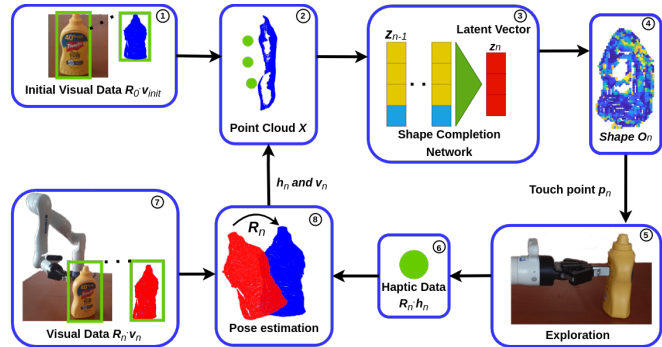 1
Initial Visual Data R0·vinit
2
Point Cloud X
3
Latent Vector
zn-1
zn
Shape Completion
Network
4
Shape On
Touch point pn
5
Exploration
6
Haptic Data
Rn·hn
7
Visual Data Rn·vn
8
Rn
Pose estimation
hn and vn